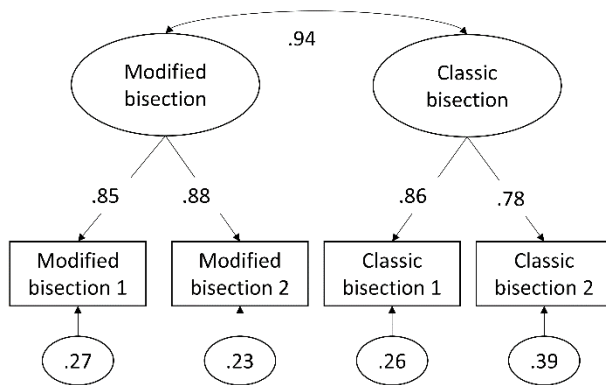 .94
Modified
bisection
Classic
bisection
.85
.88
.86
.78
Modified
bisection 1
Modified
bisection 2
Classic
bisection 1
Classic
bisection 2
.27
.23
.26
.39